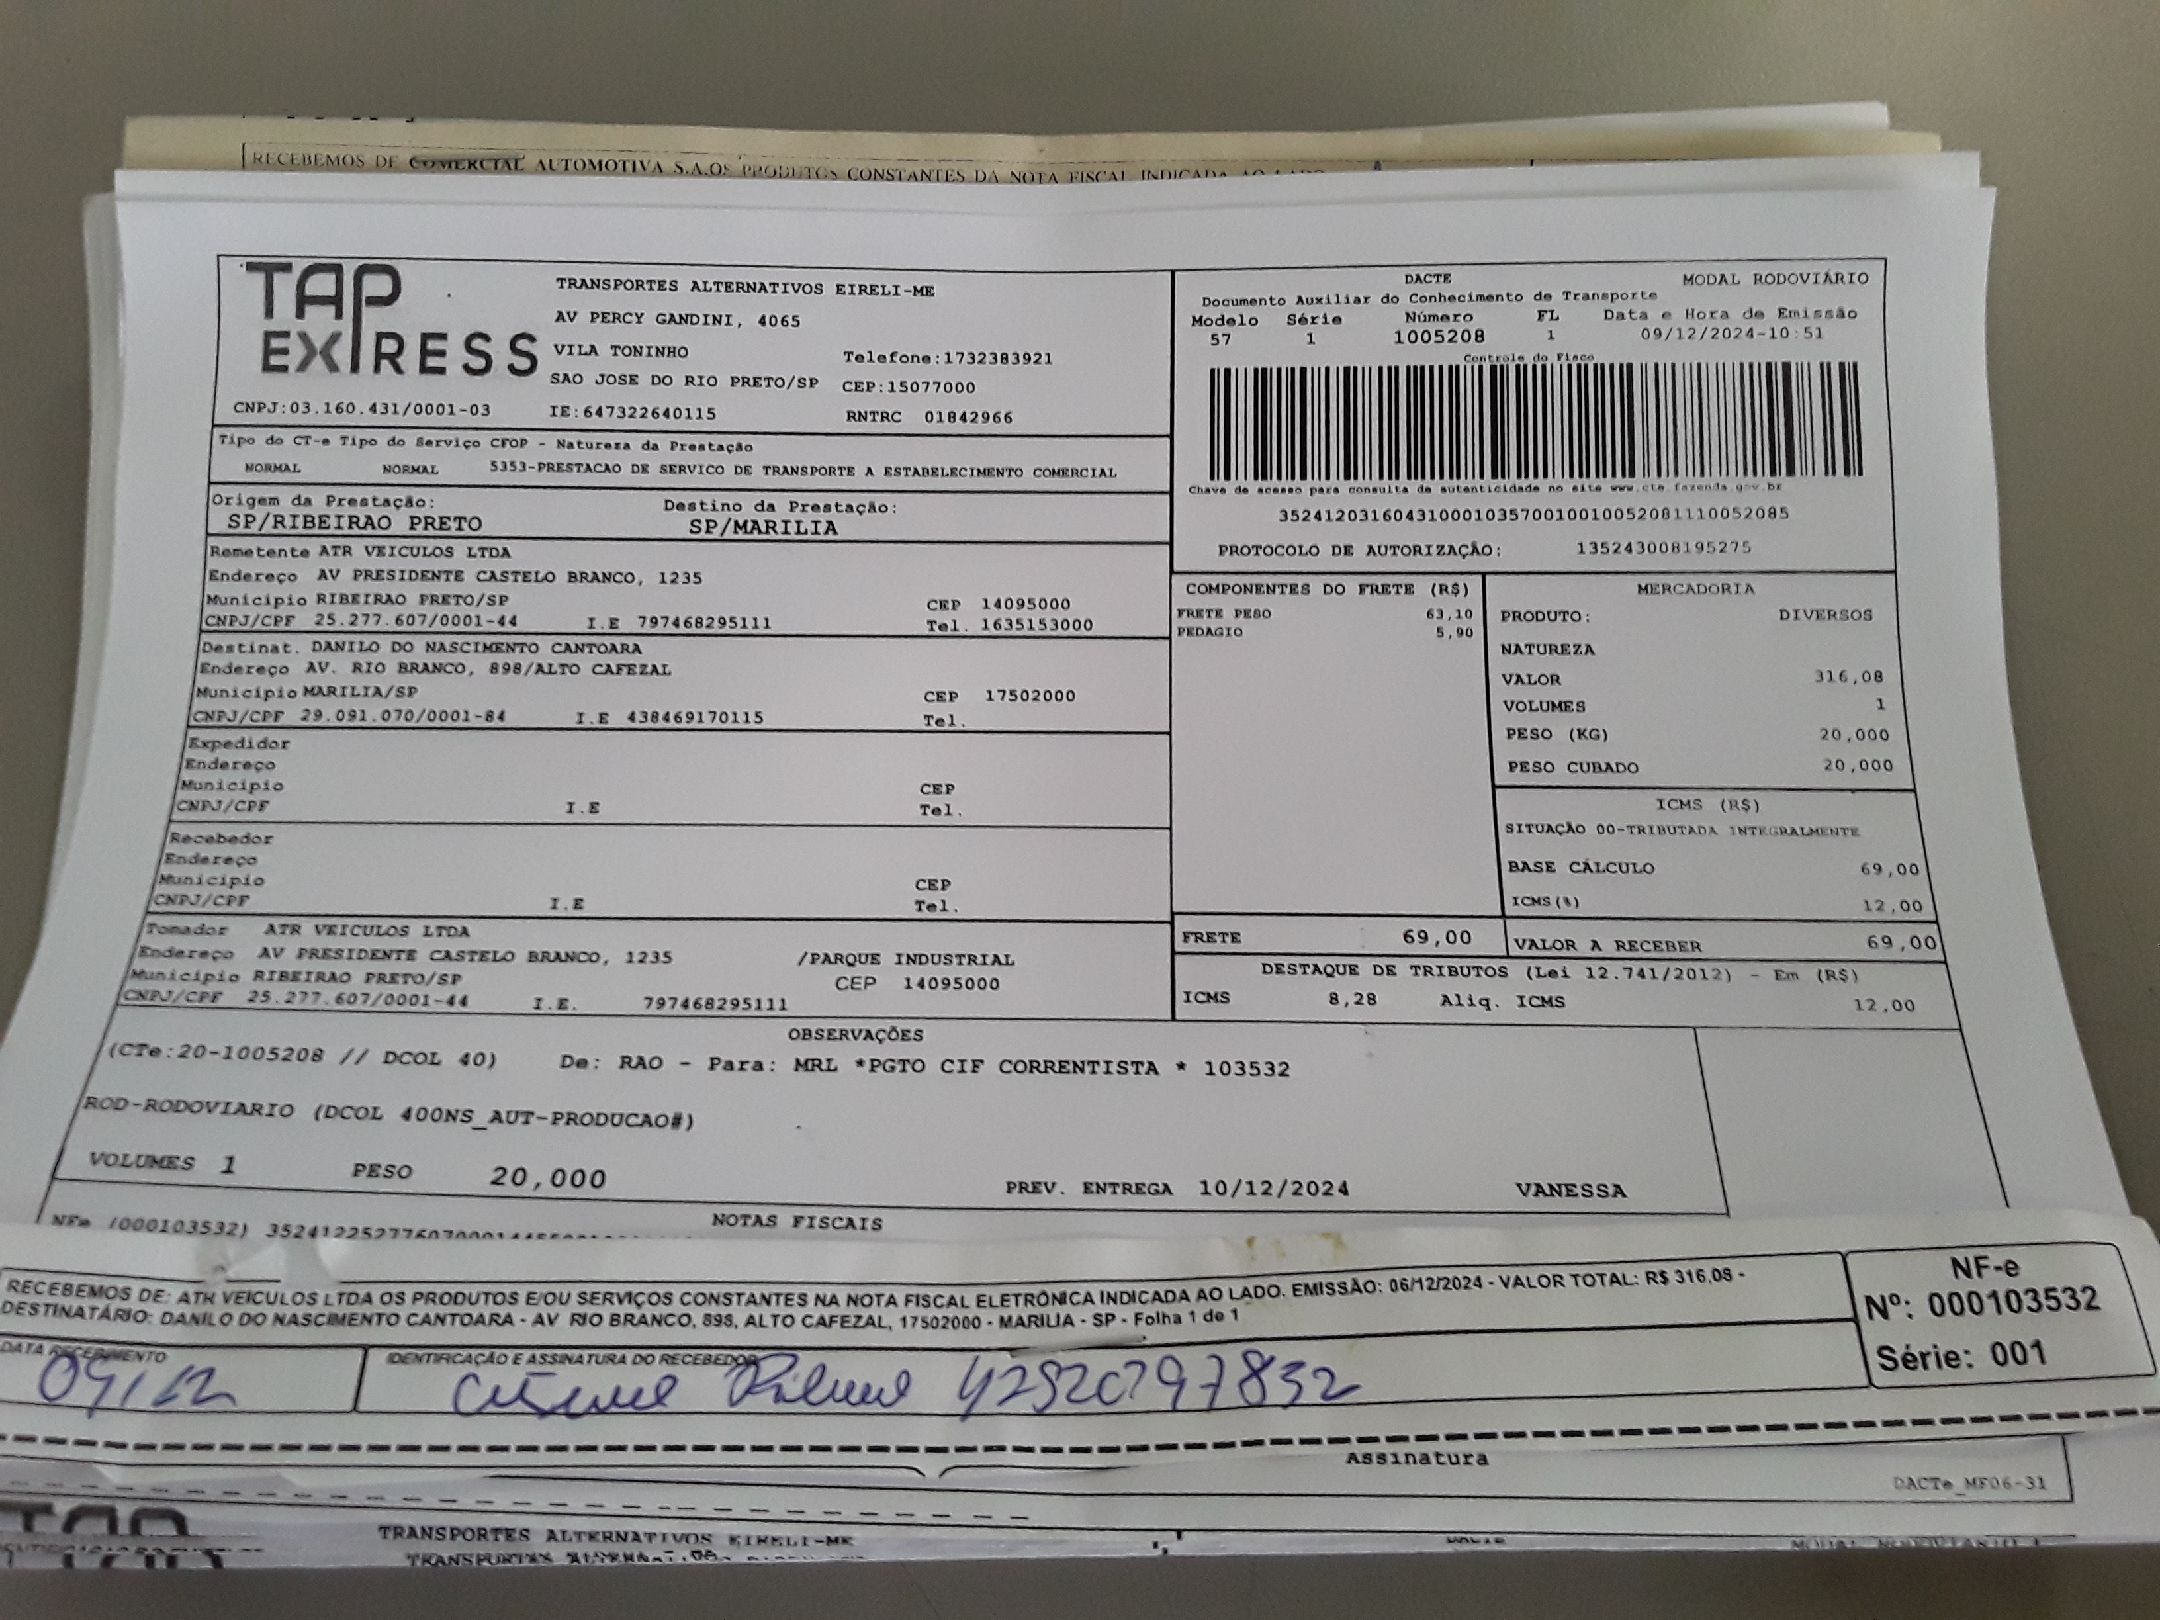 RECEBEMOS DE COMERCIAL AUTOMOTIVA S.A.OS PRODUTOS CONSTANTES DA NOTA FISCAL INDICADA AO LADO
TAP EXPRESS
TRANSPORTES ALTERNATIVOS EIRELI-ME
AV PERCY GANDINI, 4065
VILA TONINHO Telefone:1732383921
SAO JOSE DO RIO PRETO/SP CEP:15077000
CNPJ:03.160.431/0001-03 IE:647322640115 RNTRC 01842966
DACTE MODAL RODOVIÁRIO
Documento Auxiliar do Conhecimento de Transporte
Modelo Série Número FL Data e Hora de Emissão
57 1 1005208 1 09/12/2024-10:51
Controle do Fisco
Chave de acesso para consulta de autenticidade no site www.cte.fazenda.gov.br
35241203160431000103570010010052081110052085
PROTOCOLO DE AUTORIZAÇÃO: 135243008195275
Tipo do CT-e Tipo do Serviço CFOP - Natureza da Prestação
NORMAL NORMAL 5353-PRESTACAO DE SERVICO DE TRANSPORTE A ESTABELECIMENTO COMERCIAL
Origem da Prestação: Destino da Prestação:
SP/RIBEIRAO PRETO SP/MARILIA
Remetente ATR VEICULOS LTDA
Endereço AV PRESIDENTE CASTELO BRANCO, 1235
Municipio RIBEIRAO PRETO/SP CEP 14095000
CNPJ/CPF 25.277.607/0001-44 I.E 797468295111 Tel. 1635153000
Destinat. DANILO DO NASCIMENTO CANTOARA
Endereço AV. RIO BRANCO, 898/ALTO CAFEZAL
Municipio MARILIA/SP CEP 17502000
CNPJ/CPF 29.091.070/0001-84 I.E 438469170115 Tel.
Expedidor
Endereço
Municipio CEP
CNPJ/CPF I.E Tel.
Recebedor
Endereço
Municipio CEP
CNPJ/CPF I.E Tel.
Tomador ATR VEICULOS LTDA
Endereço AV PRESIDENTE CASTELO BRANCO, 1235 /PARQUE INDUSTRIAL
Municipio RIBEIRAO PRETO/SP CEP 14095000
CNPJ/CPF 25.277.607/0001-44 I.E. 797468295111
COMPONENTES DO FRETE (R$)
FRETE PESO 63,10
PEDAGIO 5,90
MERCADORIA
PRODUTO: DIVERSOS
NATUREZA
VALOR 316,08
VOLUMES 1
PESO (KG) 20,000
PESO CUBADO 20,000
ICMS (R$)
SITUAÇÃO 00-TRIBUTADA INTEGRALMENTE
BASE CÁLCULO 69,00
ICMS(%) 12,00
FRETE 69,00 VALOR A RECEBER 69,00
DESTAQUE DE TRIBUTOS (Lei 12.741/2012) - Em (R$)
ICMS 8,28 Aliq. ICMS 12,00
OBSERVAÇÕES
(CTe:20-1005208 // DCOL 40) De: RAO - Para: MRL *PGTO CIF CORRENTISTA * 103532
ROD-RODOVIARIO (DCOL 400NS_AUT-PRODUCAO#)
VOLUMES 1 PESO 20,000 PREV. ENTREGA 10/12/2024 VANESSA
NOTAS FISCAIS
NFe (000103532)
RECEBEMOS DE: ATR VEICULOS LTDA OS PRODUTOS E/OU SERVIÇOS CONSTANTES NA NOTA FISCAL ELETRÔNICA INDICADA AO LADO. EMISSÃO: 06/12/2024 - VALOR TOTAL: R$ 316,08 -
DESTINATÁRIO: DANILO DO NASCIMENTO CANTOARA - AV RIO BRANCO, 898, ALTO CAFEZAL, 17502000 - MARILIA - SP - Folha 1 de 1
NF-e
Nº: 000103532
Série: 001
DATA RECEBIMENTO IDENTIFICAÇÃO E ASSINATURA DO RECEBEDOR
09/12 42820797832
Assinatura
DACTe_MF06-31
TAP
TRANSPORTES ALTERNATIVOS EIRELI-ME